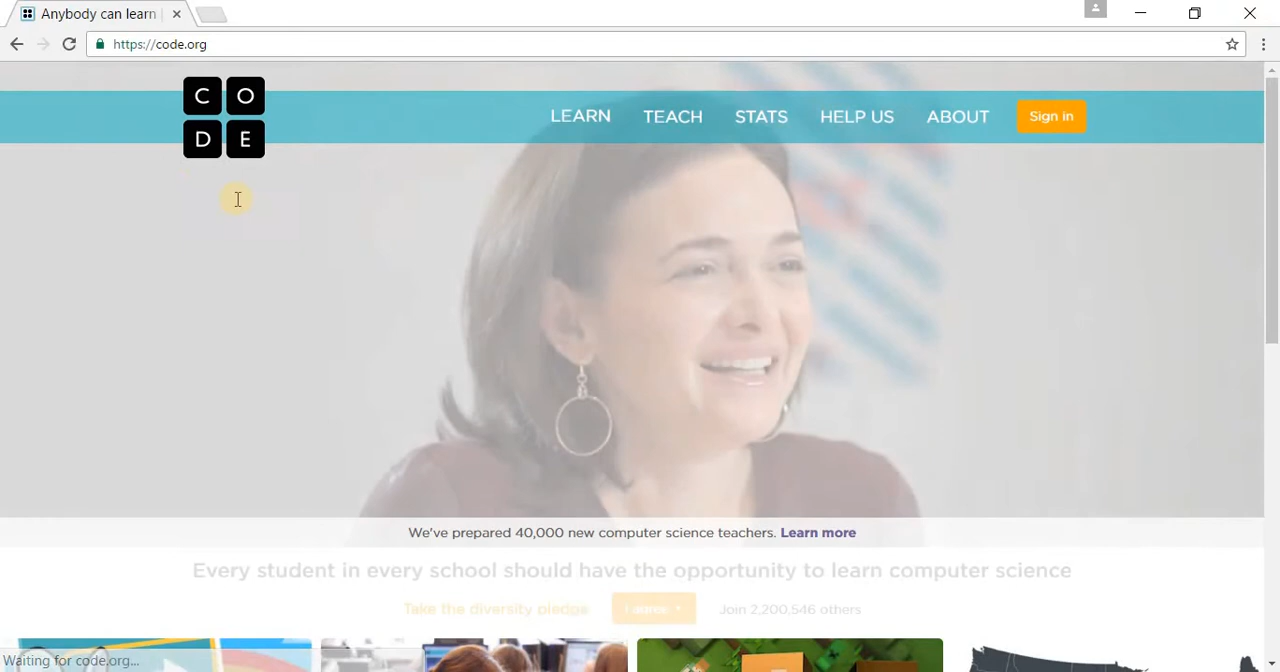 Anybody can learn
https://code.org
C O
D E
LEARN TEACH STATS HELP US ABOUT Sign in
We've prepared 40,000 new computer science teachers. Learn more
Every student in every school should have the opportunity to learn computer science
Take the diversity pledge I agree Join 2,200,546 others
Waiting for code.org...